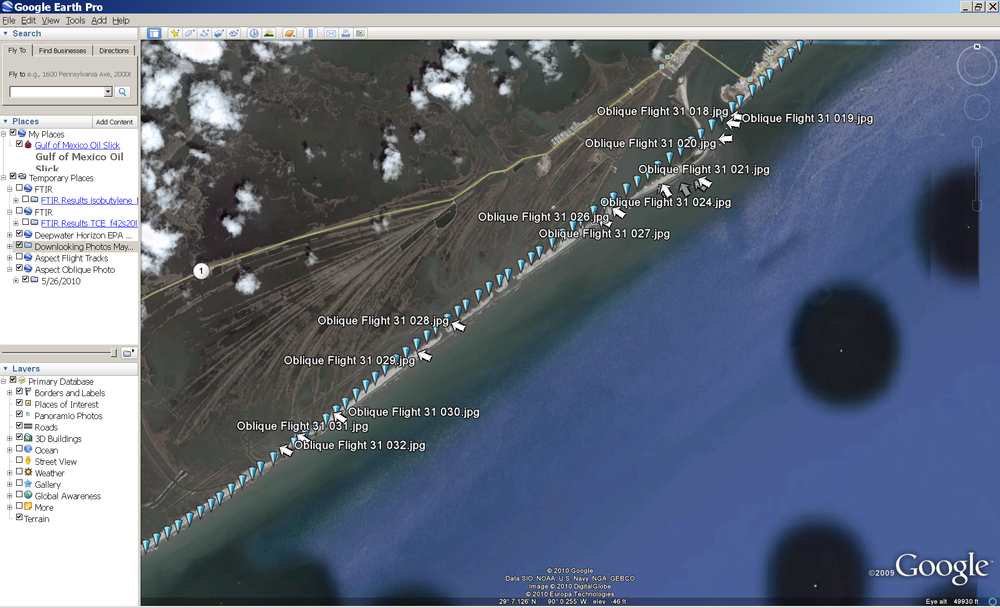 Google Earth Pro
File Edit View Tools Add Help
Search
Fly To Find Businesses Directions
Fly to e.g., 1600 Pennsylvania Ave, 20006
Places Add Content
My Places
Gulf of Mexico Oil Slick
Gulf of Mexico Oil
Slick
Temporary Places
FTIR
FTIR Results isobutylene_f
FTIR
FTIR Results TCE_f42s20l
Deepwater Horizon EPA ...
Downlooking Photos May...
Aspect Flight Tracks
Aspect Oblique Photo
5/26/2010
Layers
Primary Database
Borders and Labels
Places of Interest
Panoramio Photos
Roads
3D Buildings
Ocean
Street View
Weather
Gallery
Global Awareness
More
Terrain
N
Oblique Flight 31 018.jpg
Oblique Flight 31 019.jpg
Oblique Flight 31 020.jpg
Oblique Flight 31 021.jpg
Oblique Flight 31 024.jpg
Oblique Flight 31 026.jpg
Oblique Flight 31 027.jpg
1
Oblique Flight 31 028.jpg
Oblique Flight 31 029.jpg
Oblique Flight 31 030.jpg
Oblique Flight 31 031.jpg
Oblique Flight 31 032.jpg
©2009 Google™
© 2010 Google
Data SIO, NOAA, U.S. Navy, NGA, GEBCO
Image © 2010 DigitalGlobe
© 2010 Europa Technologies
29° 7.126' N 90° 0.255' W elev -46 ft
Eye alt 49930 ft